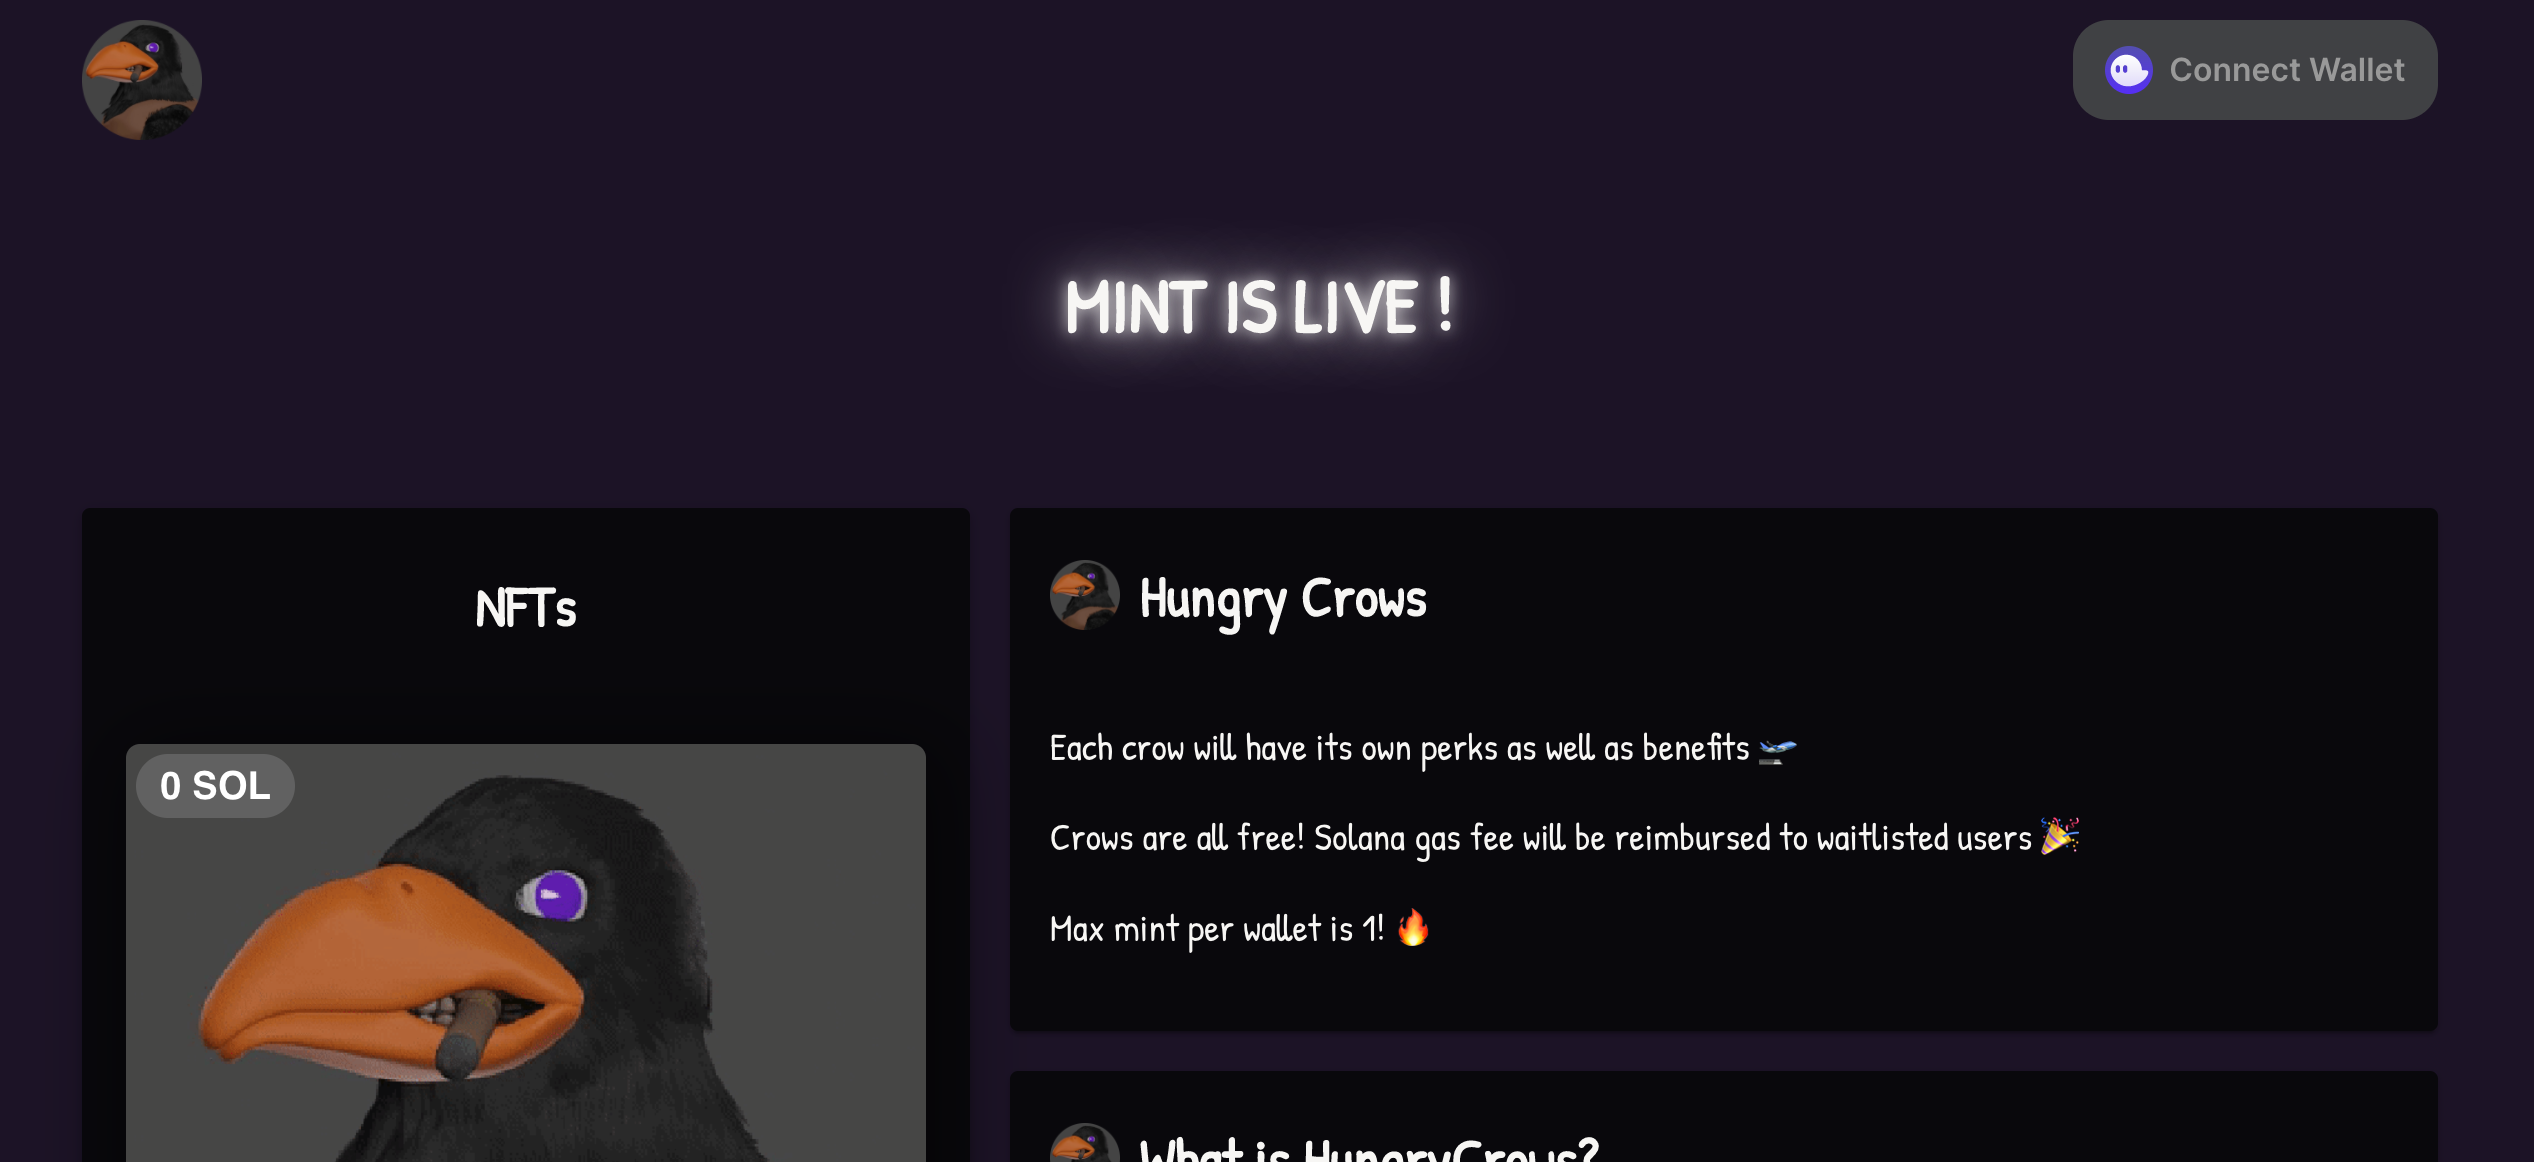 Connect Wallet
MINT IS LIVE !
NFTs
0 SOL
Hungry Crows
Each crow will have its own perks as well as benefits 🛫
Crows are all free! Solana gas fee will be reimbursed to waitlisted users 🎉
Max mint per wallet is 1! 🔥
What is HungryCrows?